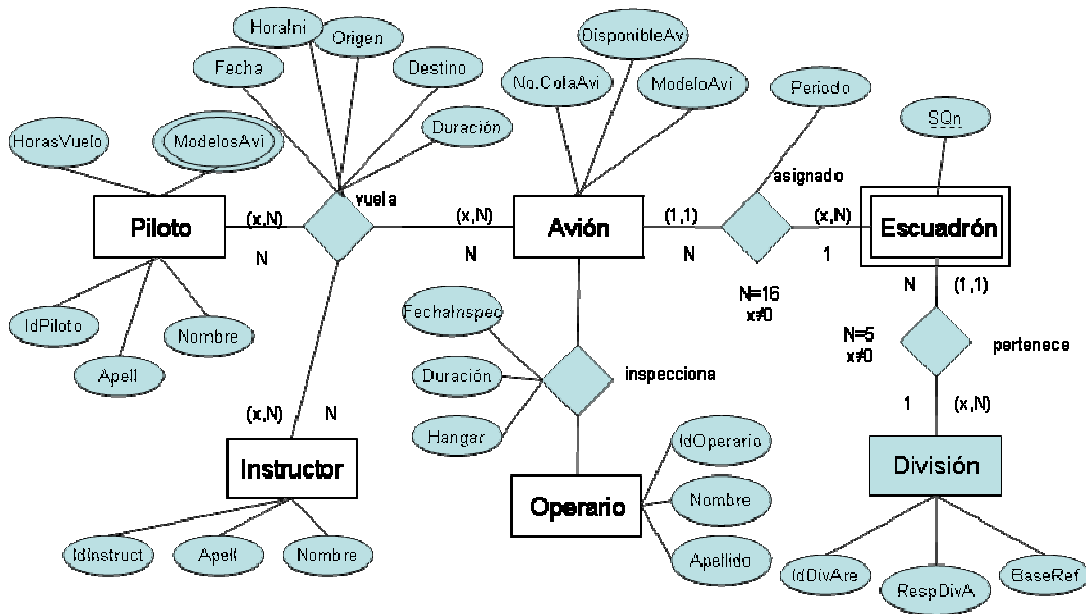 HoraIni
Origen
DisponibleAv
Fecha
Destino
No.ColaAvi
ModeloAvi
Periodo
HorasVuelo
ModelosAvi
Duración
SQn
vuela
asignado
Piloto
(x,N)
N
(x,N)
N
Avión
(1,1)
N
(x,N)
1
Escuadrón
N=16
x≠0
N
(1,1)
IdPiloto
Apell
Nombre
FechaInspec
Duración
Hangar
inspecciona
N=5
x≠0
pertenece
1
(x,N)
(x,N)
N
Instructor
Operario
IdOperario
Nombre
Apellido
División
IdInstruct
Apell
Nombre
IdDivAre
RespDivA
BaseRef